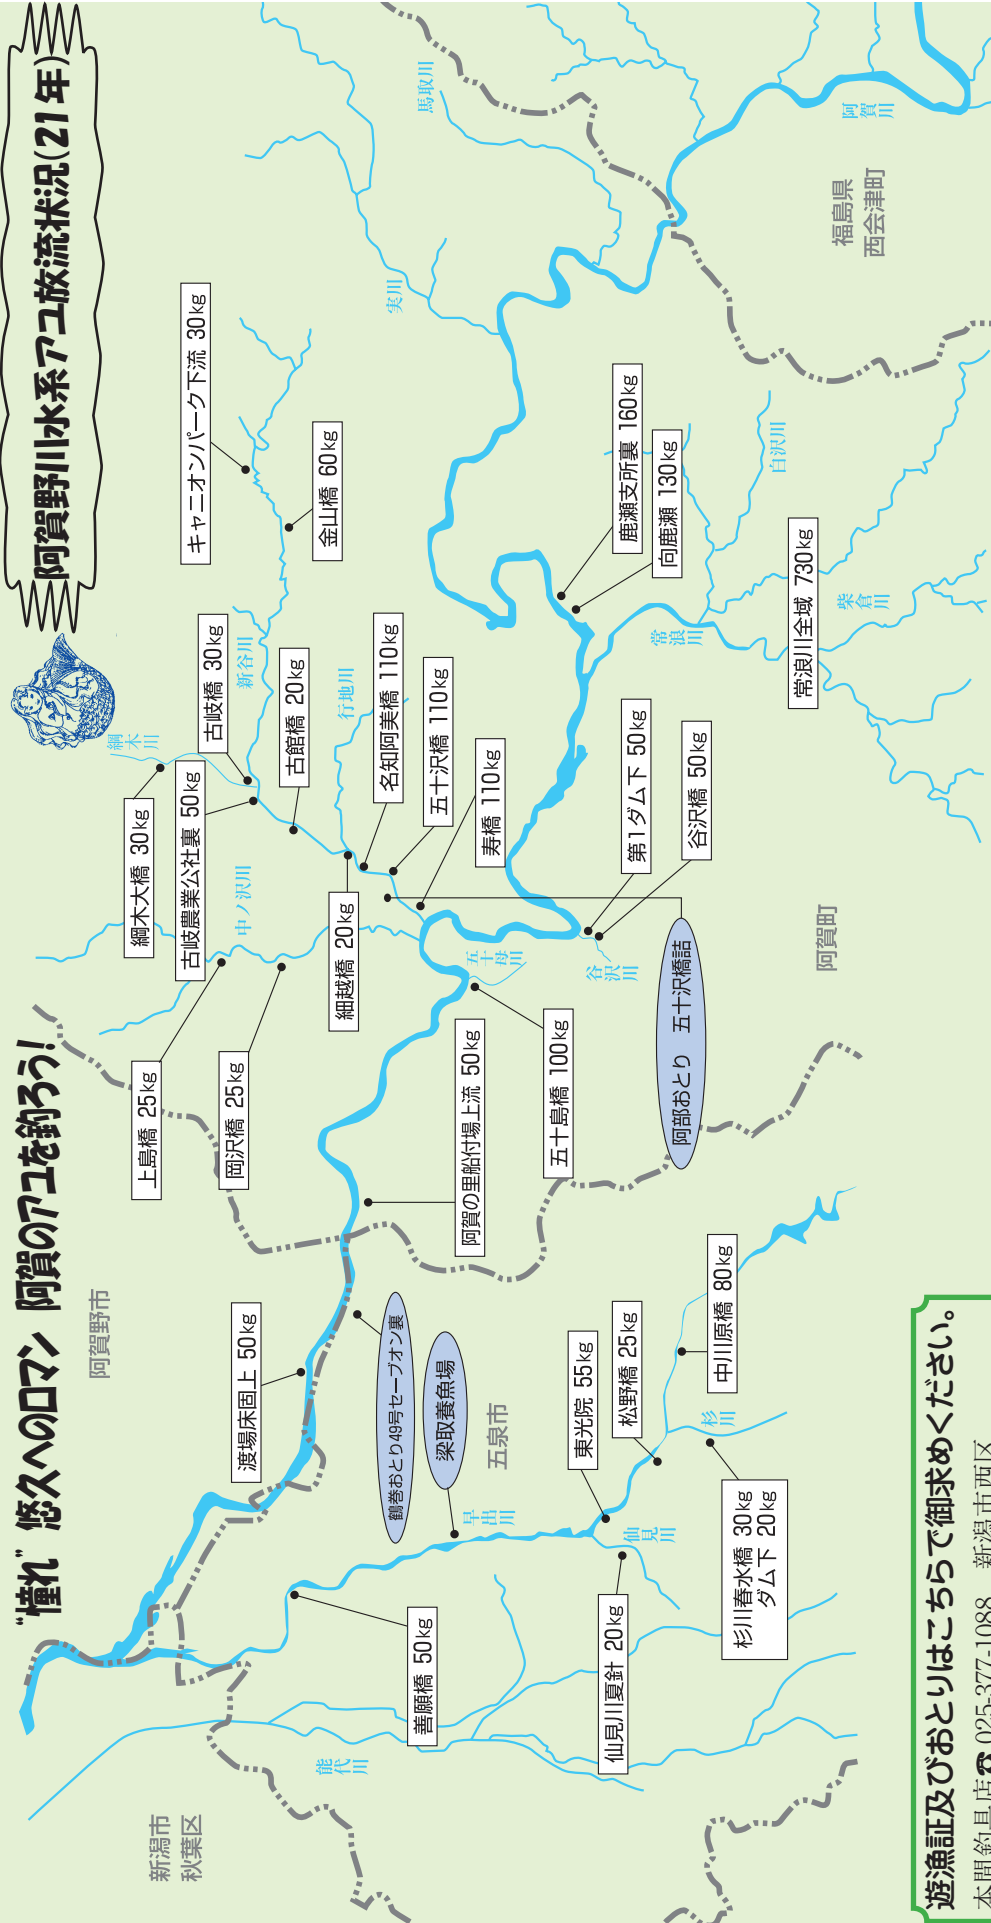 阿賀野川水系アユ放流状況(21年)
“憧れ” 悠久へのロマン 阿賀のアユを釣ろう!
新潟市
秋葉区
阿賀野市
五泉市
阿賀町
福島県
西会津町
能代川
早出川
仙見川
杉川
五十母川
谷沢川
中ノ沢川
綱木川
新谷川
行地川
常浪川
柴倉川
白沢川
実川
馬取川
阿賀川
キャニオンパーク下流 30kg
金山橋 60kg
古岐橋 30kg
古館橋 20kg
綱木大橋 30kg
古岐農業公社裏 50kg
名知阿美橋 110kg
五十沢橋 110kg
寿橋 110kg
細越橋 20kg
上島橋 25kg
岡沢橋 25kg
鹿瀬支所裏 160kg
向鹿瀬 130kg
常浪川全域 730kg
第1ダム下 50kg
谷沢橋 50kg
阿部おとり 五十沢橋詰
阿賀の里船付場上流 50kg
五十島橋 100kg
渡場床固上 50kg
鶴巻おとり49号セーブオン裏
梁取養魚場
東光院 55kg
松野橋 25kg
中川原橋 80kg
杉川春水橋 30kg
ダム下 20kg
仙見川夏針 20kg
善願橋 50kg
遊漁証及びおとりはこちらで御求めください。
本間釣具店☎025-377-1088 新潟市西区